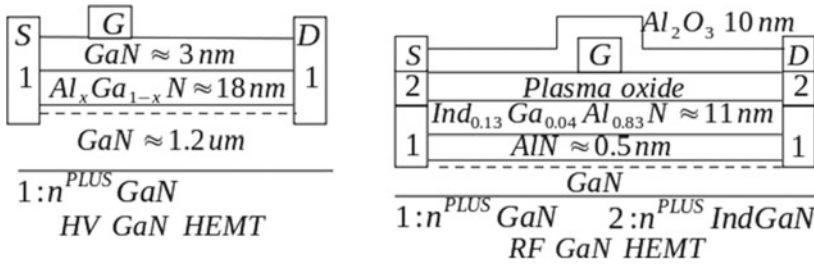 S G D
GaN ≈ 3 nm
1 Al_xGa_{1−x}N ≈ 18 nm 1
GaN ≈ 1.2 um
1:n^{PLUS} GaN
HV GaN HEMT
Al_2O_3 10 nm
S G D
2 Plasma oxide 2
Ind_{0.13} Ga_{0.04} Al_{0.83} N ≈ 11 nm
1 AlN ≈ 0.5 nm 1
GaN
1:n^{PLUS} GaN 2:n^{PLUS} IndGaN
RF GaN HEMT